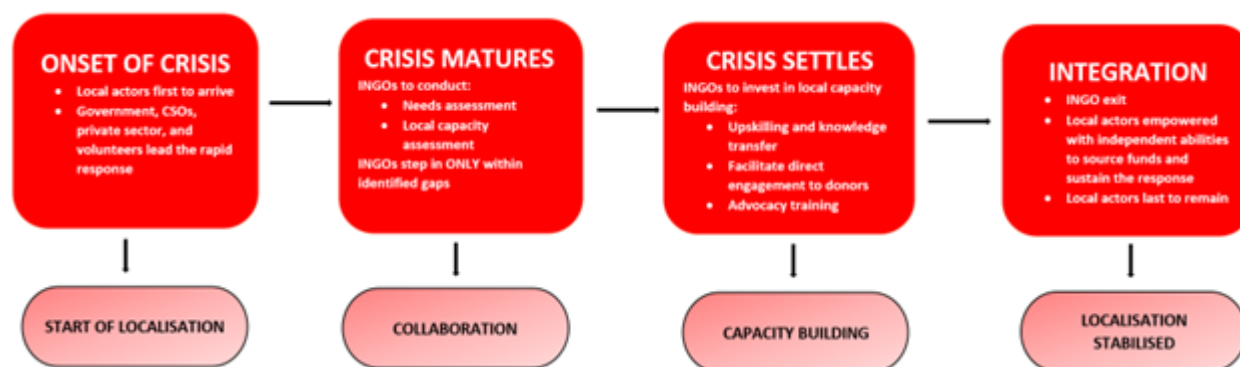 ONSET OF CRISIS
• Local actors first to arrive
• Government, CSOs,
private sector, and
volunteers lead the rapid
response
START OF LOCALISATION
CRISIS MATURES
INGOs to conduct:
• Needs assessment
• Local capacity
assessment
INGOs step in ONLY within
identified gaps
COLLABORATION
CRISIS SETTLES
INGOs to invest in local capacity
building:
• Upskilling and knowledge
transfer
• Facilitate direct
engagement to donors
• Advocacy training
CAPACITY BUILDING
INTEGRATION
• INGO exit
• Local actors empowered
with independent abilities
to source funds and
sustain the response
• Local actors last to remain
LOCALISATION
STABILISED